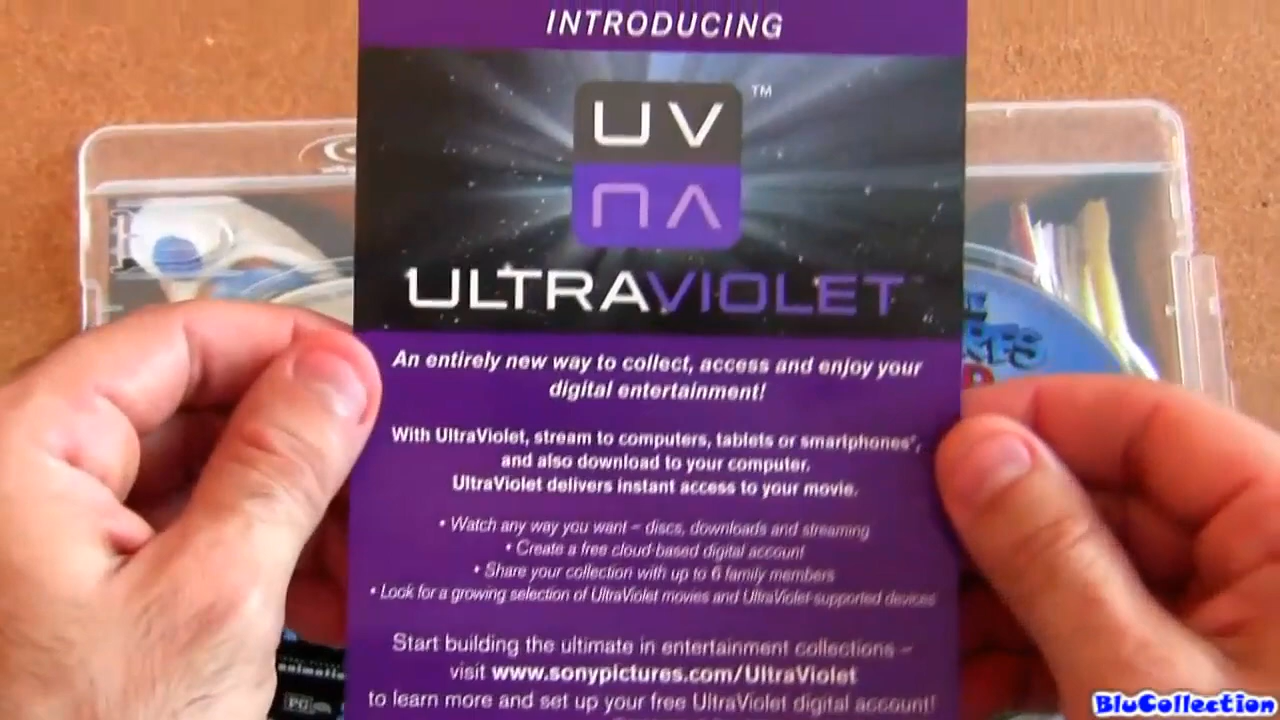 INTRODUCING
UV
TM
ULTRAVIOLET
An entirely new way to collect, access and enjoy your
digital entertainment!
With UltraViolet, stream to computers, tablets or smartphones*,
and also download to your computer.
UltraViolet delivers instant access to your movie.
• Watch any way you want – discs, downloads and streaming
• Create a free cloud-based digital account
• Share your collection with up to 6 family members
• Look for a growing selection of UltraViolet movies and UltraViolet-supported devices
Start building the ultimate in entertainment collections –
visit www.sonypictures.com/UltraViolet
to learn more and set up your free UltraViolet digital account!
PG
BluCollection